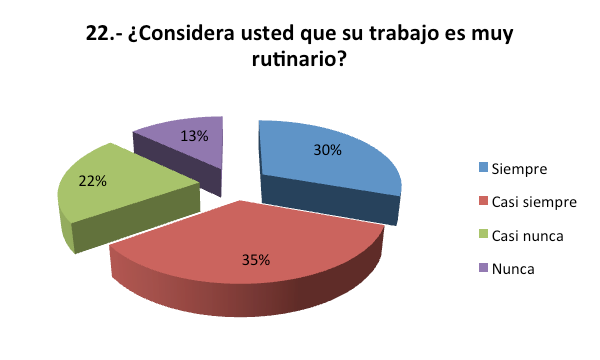 22.- ¿Considera usted que su trabajo es muy
rutinario?
13%
30%
22%
35%
Siempre
Casi siempre
Casi nunca
Nunca